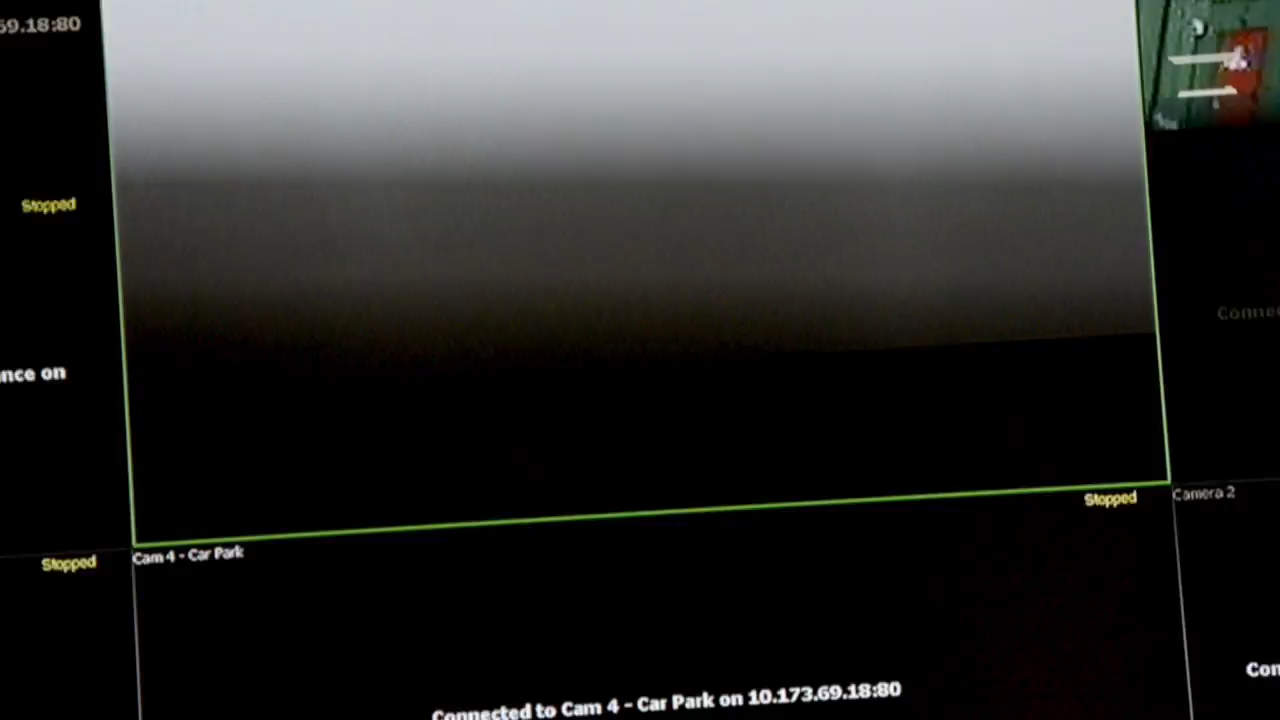 69.18:80
Stopped
Connec
nce on
Stopped
Camera 2
Stopped
Cam 4 - Car Park
Con
Connected to Cam 4 - Car Park on 10.173.69.18:80